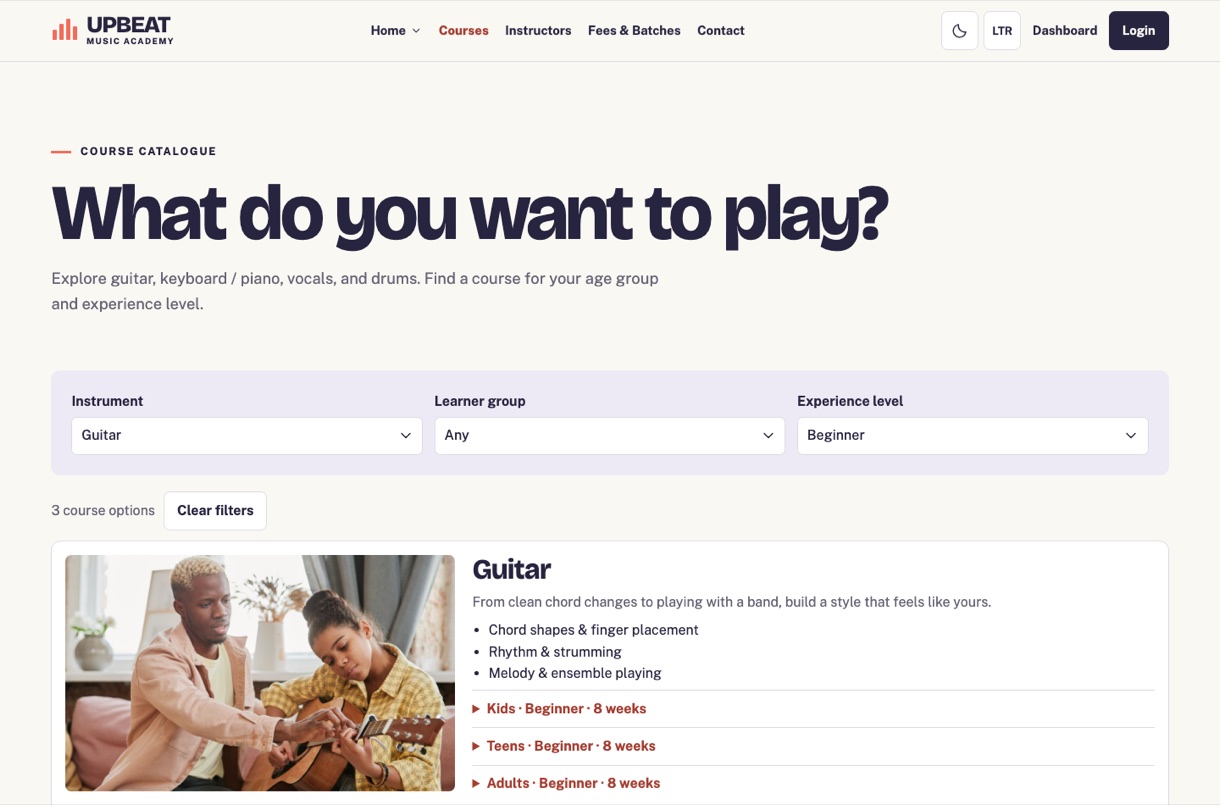 UPBEAT
MUSIC ACADEMY
Home
Courses
Instructors
Fees & Batches
Contact
LTR
Dashboard
Login
COURSE CATALOGUE
What do you want to play?
Explore guitar, keyboard / piano, vocals, and drums. Find a course for your age group
and experience level.
Instrument
Learner group
Experience level
Guitar
Any
Beginner
3 course options
Clear filters
Guitar
From clean chord changes to playing with a band, build a style that feels like yours.
• Chord shapes & finger placement
• Rhythm & strumming
• Melody & ensemble playing
Kids · Beginner · 8 weeks
Teens · Beginner · 8 weeks
Adults · Beginner · 8 weeks